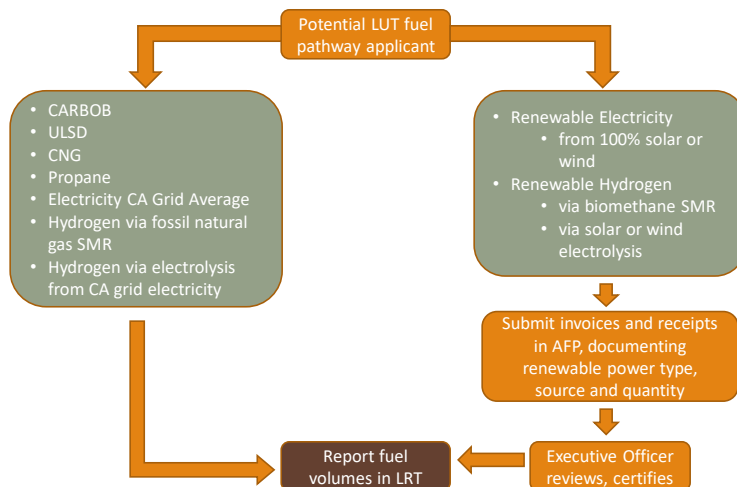 Potential LUT fuel
pathway applicant
• CARBOB
• ULSD
• CNG
• Propane
• Electricity CA Grid Average
• Hydrogen via fossil natural
gas SMR
• Hydrogen via electrolysis
from CA grid electricity
• Renewable Electricity
• from 100% solar or
wind
• Renewable Hydrogen
• via biomethane SMR
• via solar or wind
electrolysis
Submit invoices and receipts
in AFP, documenting
renewable power type,
source and quantity
Report fuel
volumes in LRT
Executive Officer
reviews, certifies